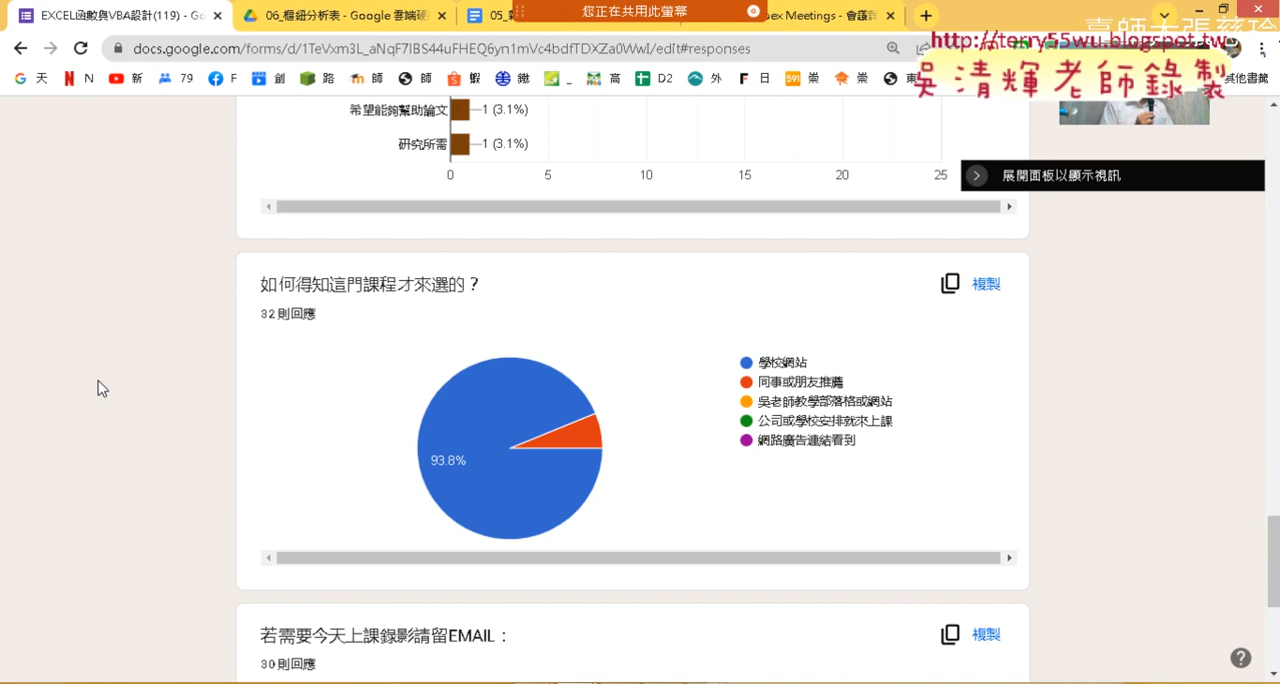 EXCEL函數與VBA設計(119) - Go
06_樞紐分析表 - Google 雲端硬
您正在共用此螢幕
ex Meetings - 會議
docs.google.com/forms/d/1TeVxm3L_aNqF7IBS44uFHEQ6yn1mVc4bdfTDXZa0WwI/edit#responses
http://terry55wu.blogspot.tw
吳清輝老師錄製
天 N 新 79 F 創 路 師 師 蝦 緻 _ 高 D2 外 日 崇 崇 東 其他書籤
展開面板以顯示視訊
希望能夠幫助論文 1 (3.1%)
研究所需 1 (3.1%)
0 5 10 15 20 25
如何得知這門課程才來選的？
複製
32 則回應
學校網站
同事或朋友推薦
吳老師教學部落格或網站
公司或學校安排就來上課
網路廣告連結看到
93.8%
若需要今天上課錄影請留EMAIL：
複製
30 則回應